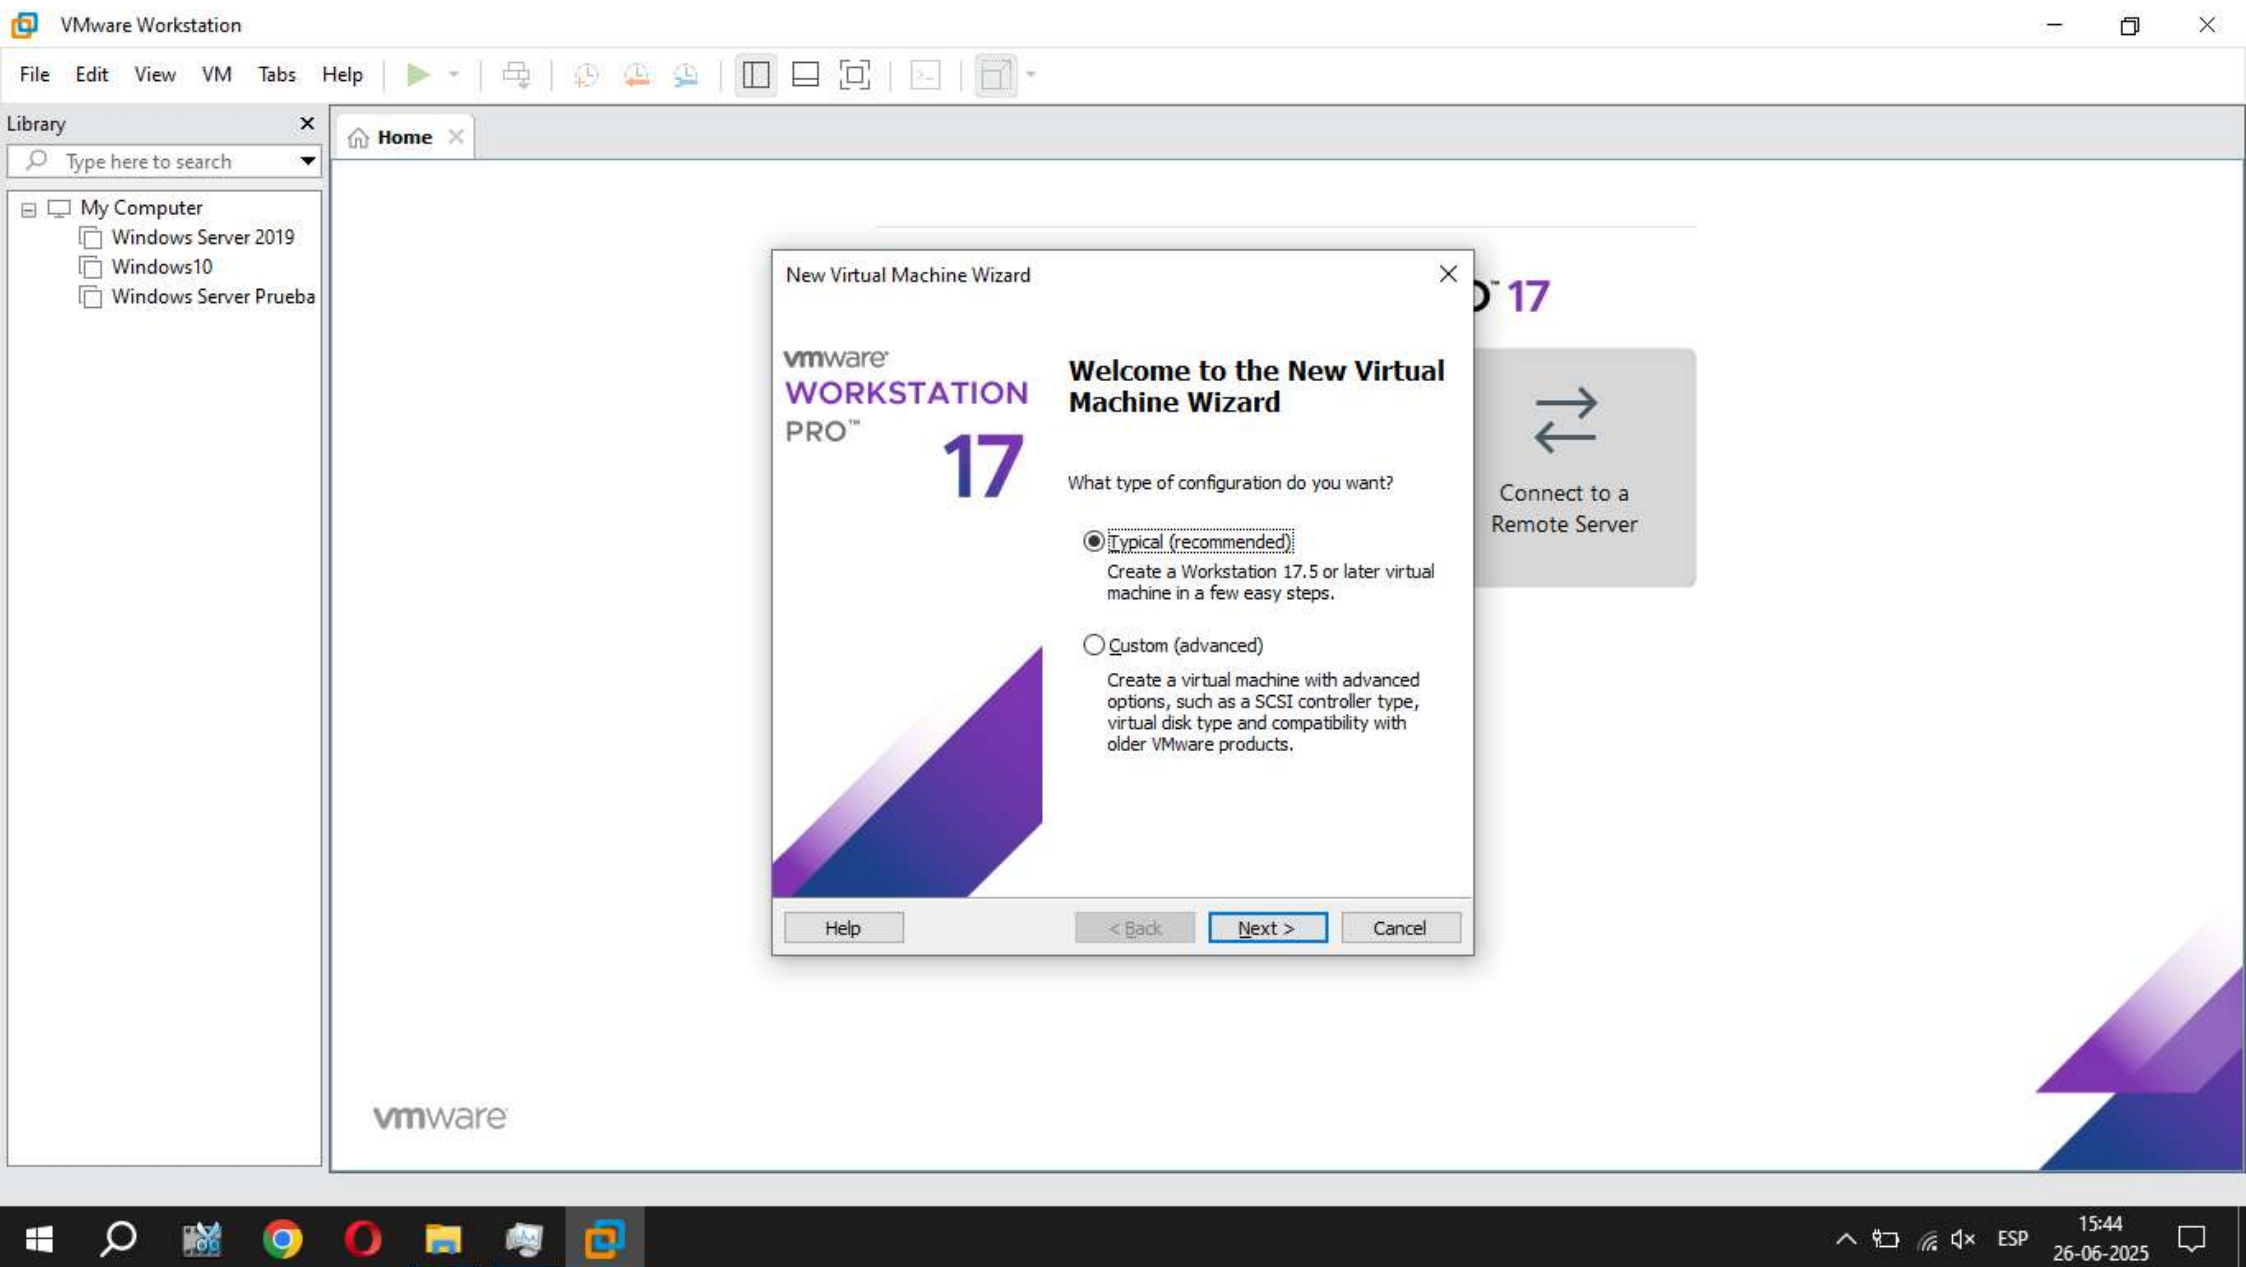 VMware Workstation
File Edit View VM Tabs Help
Library
Home
Type here to search
My Computer
Windows Server 2019
Windows10
Windows Server Prueba
New Virtual Machine Wizard
™ 17
vmware
WORKSTATION
PRO™
17
Welcome to the New Virtual
Machine Wizard
What type of configuration do you want?
Typical (recommended)
Create a Workstation 17.5 or later virtual
machine in a few easy steps.
Custom (advanced)
Create a virtual machine with advanced
options, such as a SCSI controller type,
virtual disk type and compatibility with
older VMware products.
Connect to a
Remote Server
Help
< Back
Next >
Cancel
vmware
ESP
15:44
26-06-2025